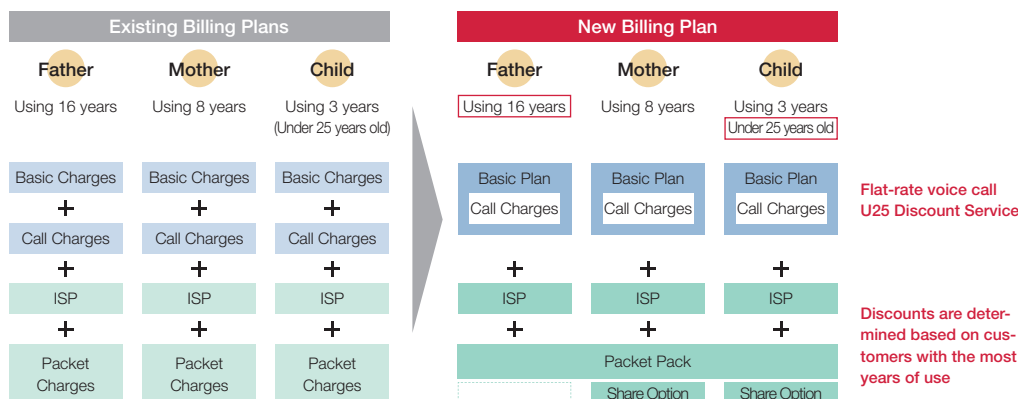 Existing Billing Plans
Father
Mother
Child
Using 16 years
Using 8 years
Using 3 years
(Under 25 years old)
Basic Charges
Basic Charges
Basic Charges
+
+
+
Call Charges
Call Charges
Call Charges
+
+
+
ISP
ISP
ISP
+
+
+
Packet
Charges
Packet
Charges
Packet
Charges
New Billing Plan
Father
Mother
Child
Using 16 years
Using 8 years
Using 3 years
Under 25 years old
Basic Plan
Call Charges
Basic Plan
Call Charges
Basic Plan
Call Charges
Flat-rate voice call
U25 Discount Service
+
+
+
ISP
ISP
ISP
+
+
+
Packet Pack
Share Option
Share Option
Discounts are deter-
mined based on cus-
tomers with the most
years of use